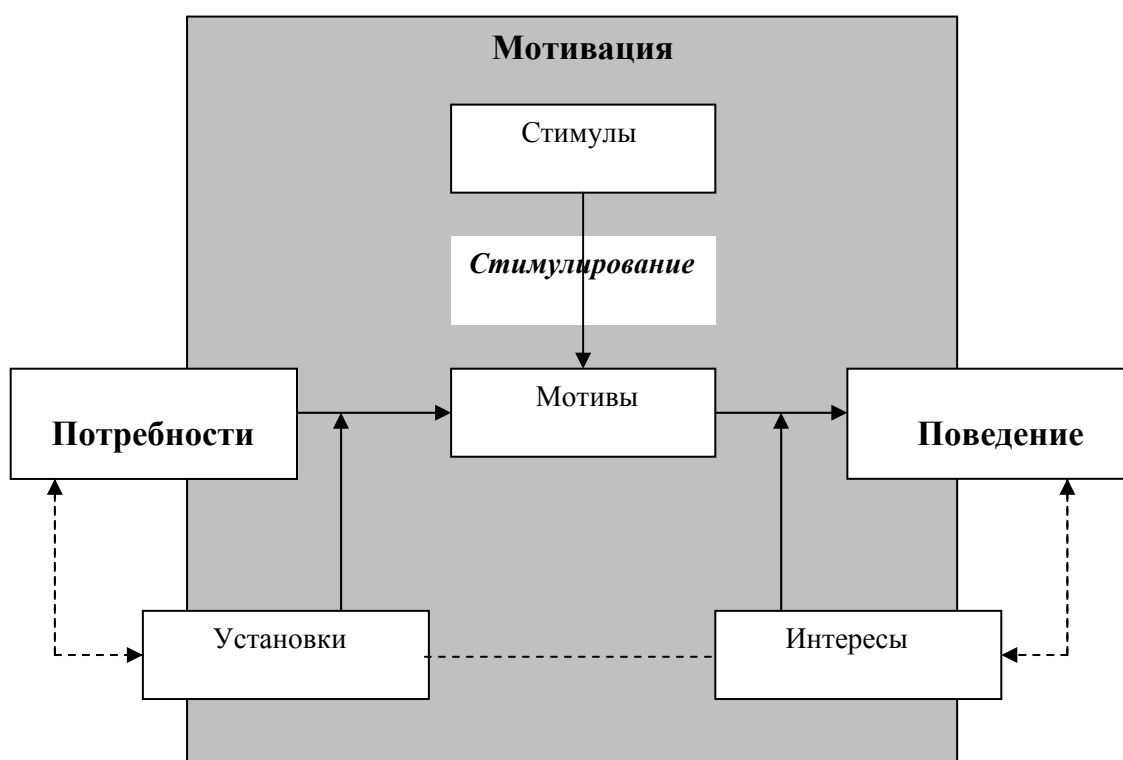 Мотивация
Стимулы
Стимулирование
Мотивы
Потребности
Поведение
Установки
Интересы